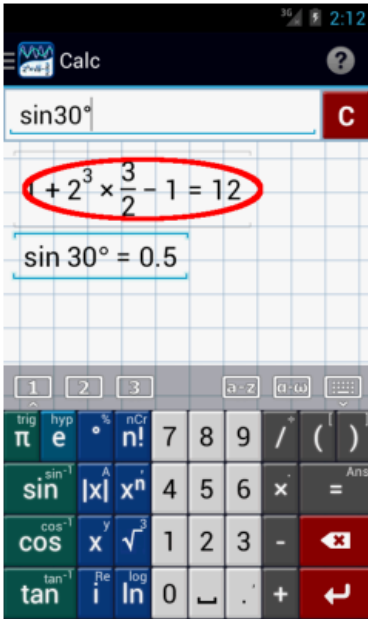 3G 2:12
Calc ?
sin30° C
1 + 2³ × 3/2 − 1 = 12
sin 30° = 0.5
1 2 3 a-z α-ω
trig π hyp e % ° nCr n! 7 8 9 ÷ / [ ( ] )
sin⁻¹ sin A |x| ' xⁿ 4 5 6 · × Ans =
cos⁻¹ cos y x 3 √ 1 2 3 -
tan⁻¹ tan Re i log ln 0 . ′ +